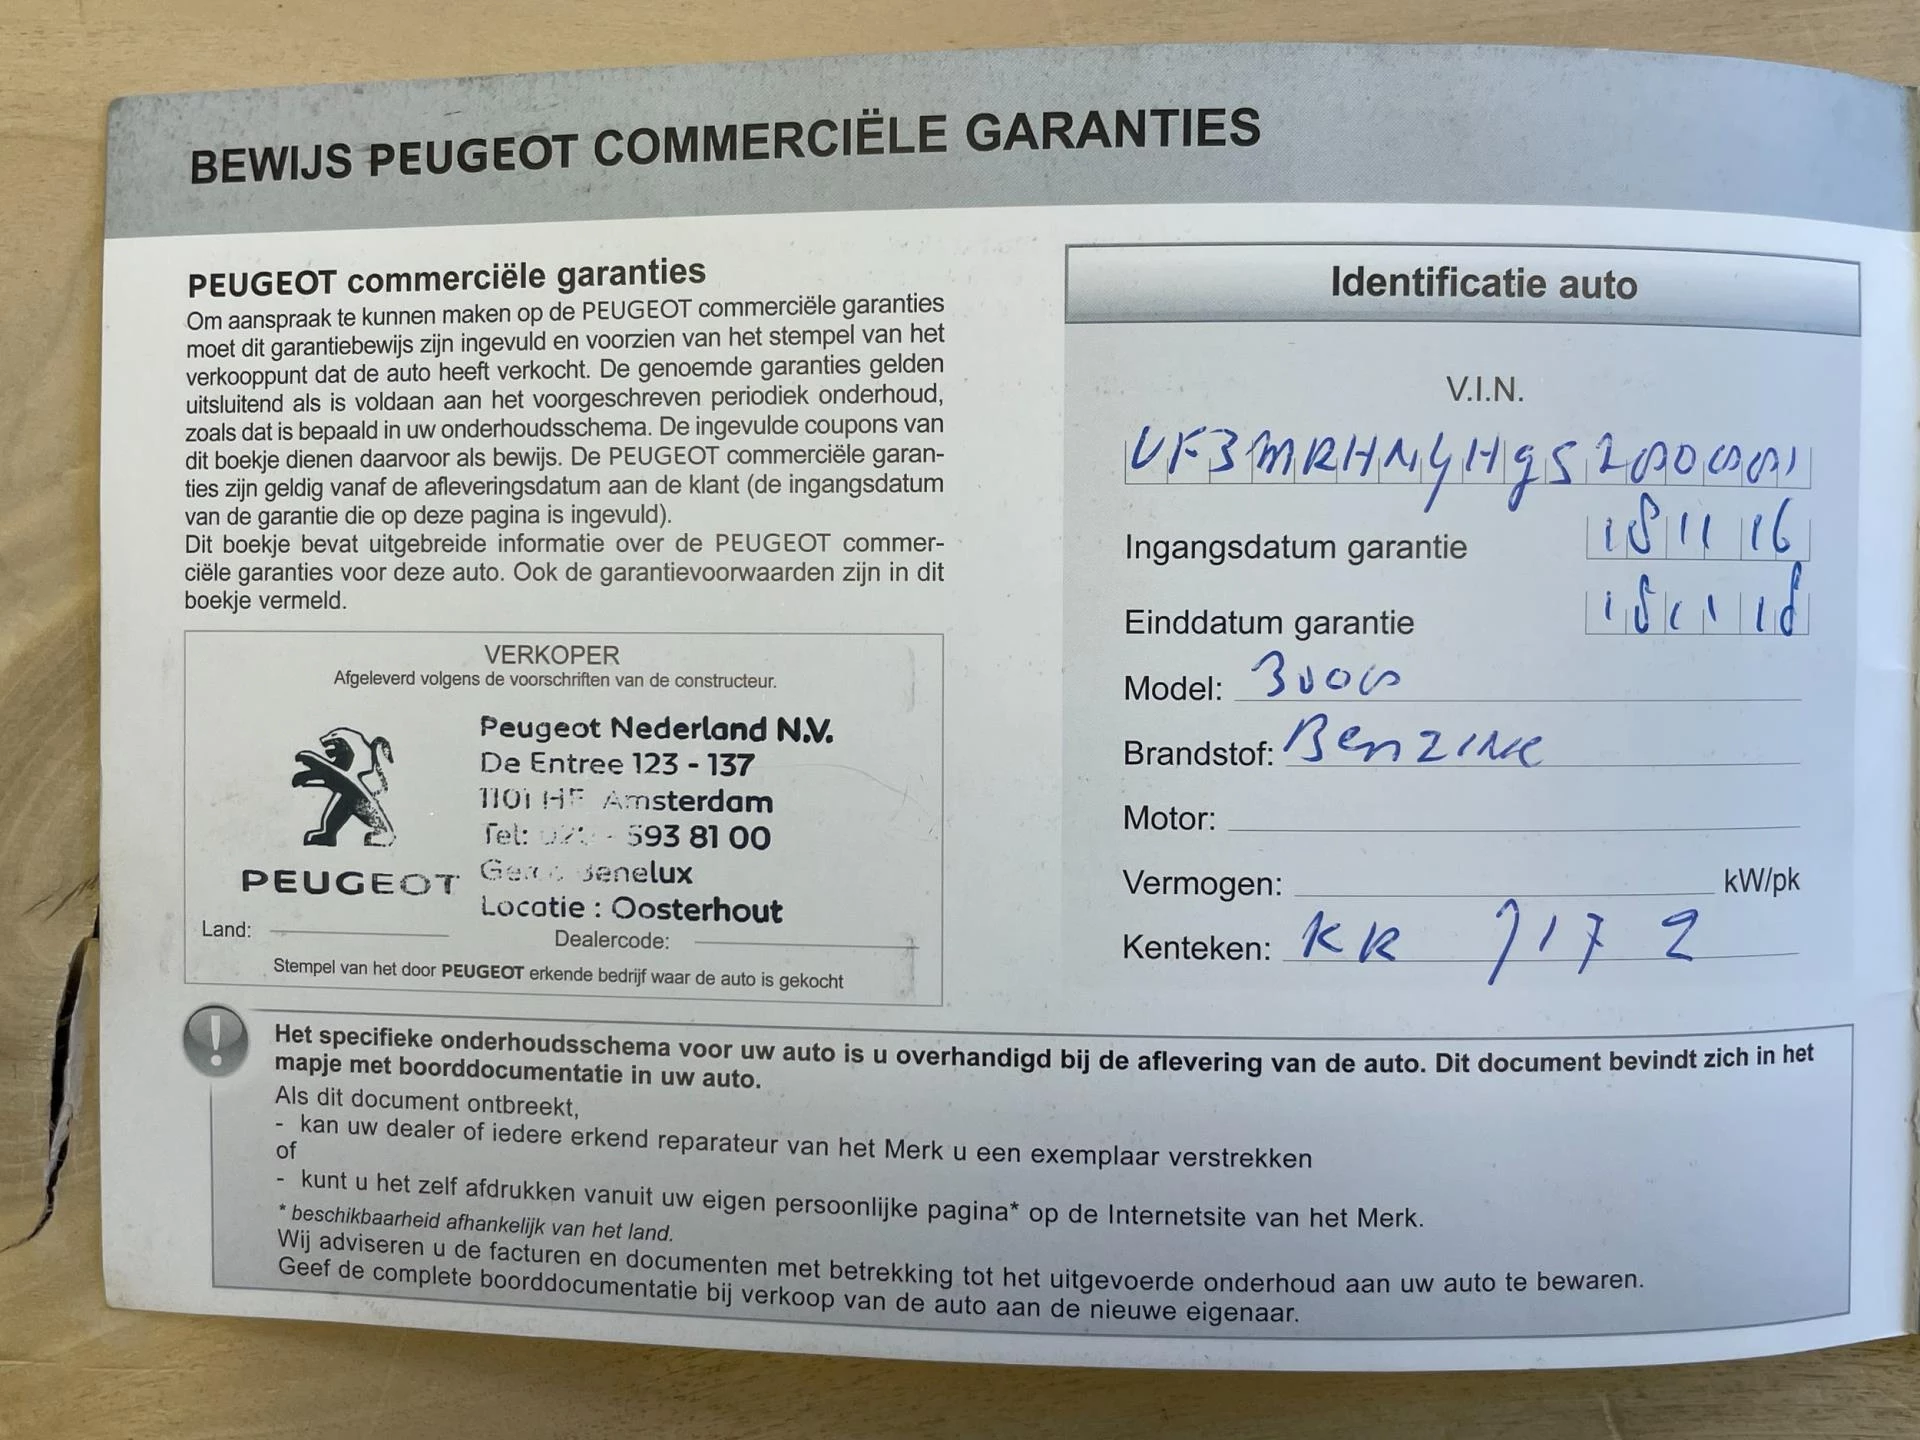 BEWIJS PEUGEOT COMMERCIËLE GARANTIES
PEUGEOT commerciële garanties
Om aanspraak te kunnen maken op de PEUGEOT commerciële garanties
moet dit garantiebewijs zijn ingevuld en voorzien van het stempel van het
verkooppunt dat de auto heeft verkocht. De genoemde garanties gelden
uitsluitend als is voldaan aan het voorgeschreven periodiek onderhoud,
zoals dat is bepaald in uw onderhoudsschema. De ingevulde coupons van
dit boekje dienen daarvoor als bewijs. De PEUGEOT commerciële garan-
ties zijn geldig vanaf de afleveringsdatum aan de klant (de ingangsdatum
van de garantie die op deze pagina is ingevuld).
Dit boekje bevat uitgebreide informatie over de PEUGEOT commer-
ciële garanties voor deze auto. Ook de garantievoorwaarden zijn in dit
boekje vermeld.
VERKOPER
Afgeleverd volgens de voorschriften van de constructeur.
PEUGEOT
Peugeot Nederland N.V.
De Entree 123 - 137
1101 Amsterdam
Tel: - 593 81 00
Locatie : Oosterhout
Land:
Dealercode:
Stempel van het door PEUGEOT erkende bedrijf waar de auto is gekocht
Identificatie auto
V.I.N.
Ingangsdatum garantie 18 11 16
Einddatum garantie 18 11 18
Model:
Brandstof: Benzine
Motor:
Vermogen: kW/pk
Kenteken: KR
Het specifieke onderhoudsschema voor uw auto is u overhandigd bij de aflevering van de auto. Dit document bevindt zich in het
mapje met boorddocumentatie in uw auto.
Als dit document ontbreekt,
- kan uw dealer of iedere erkend reparateur van het Merk u een exemplaar verstrekken
of
- kunt u het zelf afdrukken vanuit uw eigen persoonlijke pagina* op de Internetsite van het Merk.
* beschikbaarheid afhankelijk van het land.
Wij adviseren u de facturen en documenten met betrekking tot het uitgevoerde onderhoud aan uw auto te bewaren.
Geef de complete boorddocumentatie bij verkoop van de auto aan de nieuwe eigenaar.